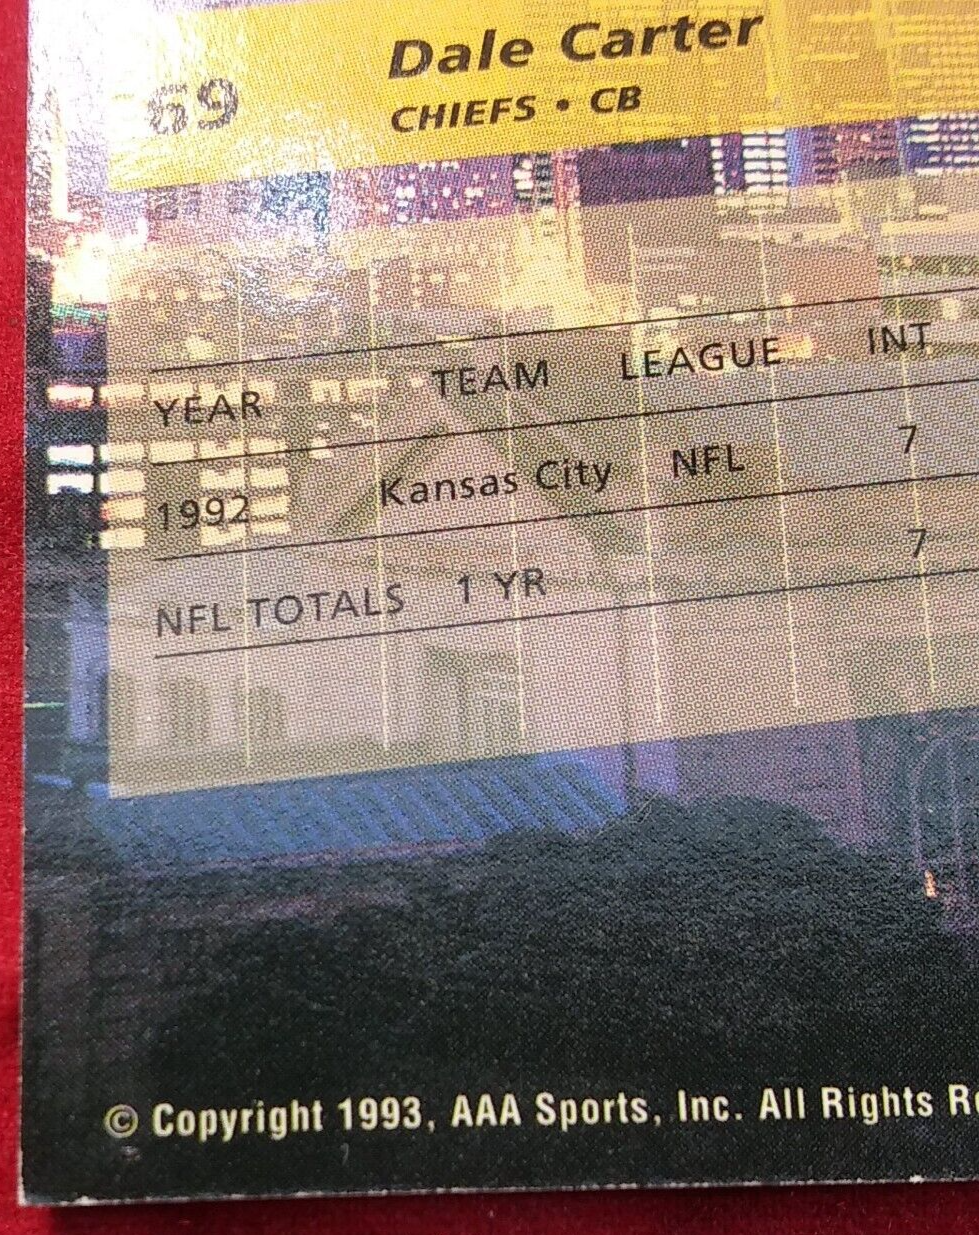 Dale Carter
69
CHIEFS • CB
YEAR TEAM LEAGUE INT
1992 Kansas City NFL 7
NFL TOTALS 1 YR 7
© Copyright 1993, AAA Sports, Inc. All Rights